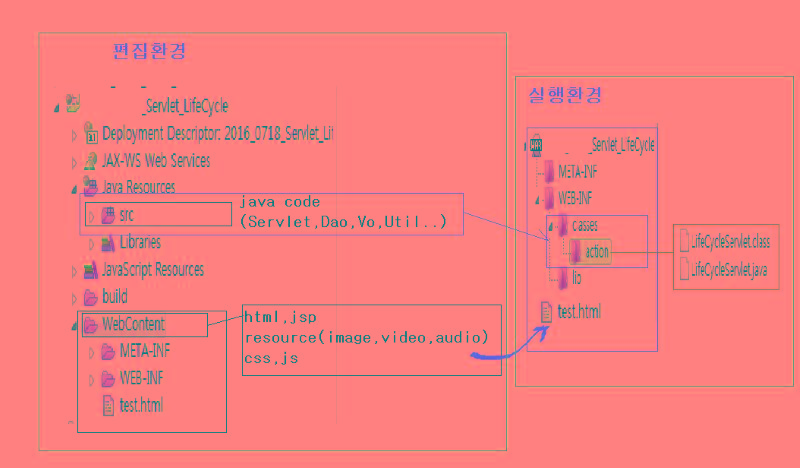 편집환경
_Servlet_LifeCycle
Deployment Descriptor: 2016_0718_Servlet_Lif
JAX-WS Web Services
Java Resources
src
java code
(Servlet,Dao,Vo,Util..)
Libraries
JavaScript Resources
build
WebContent
html,jsp
resource(image,video,audio)
css,js
META-INF
WEB-INF
test.html
실행환경
_Servlet_LifeCycle
META-INF
WEB-INF
classes
action
LifeCycleServlet.class
LifeCycleServlet.java
lib
test.html